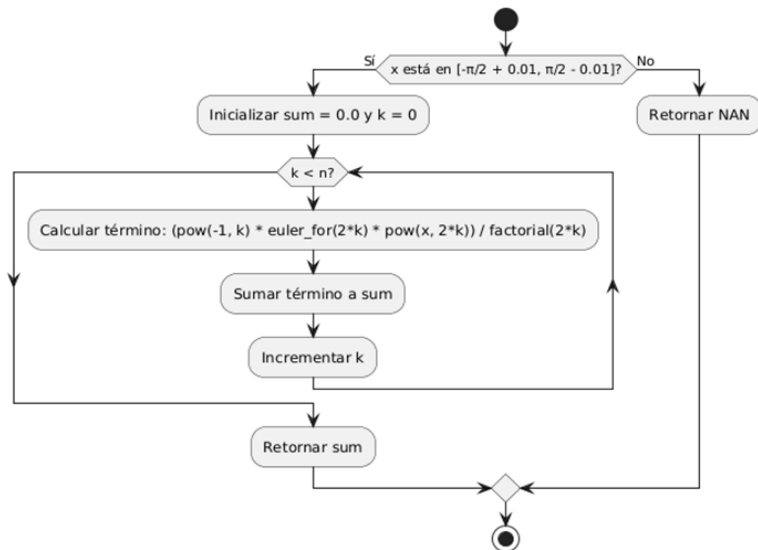 Sí
x está en [-π/2 + 0.01, π/2 - 0.01]?
No
Inicializar sum = 0.0 y k = 0
Retornar NAN
k < n?
Calcular término: (pow(-1, k) * euler_for(2*k) * pow(x, 2*k)) / factorial(2*k)
Sumar término a sum
Incrementar k
Retornar sum